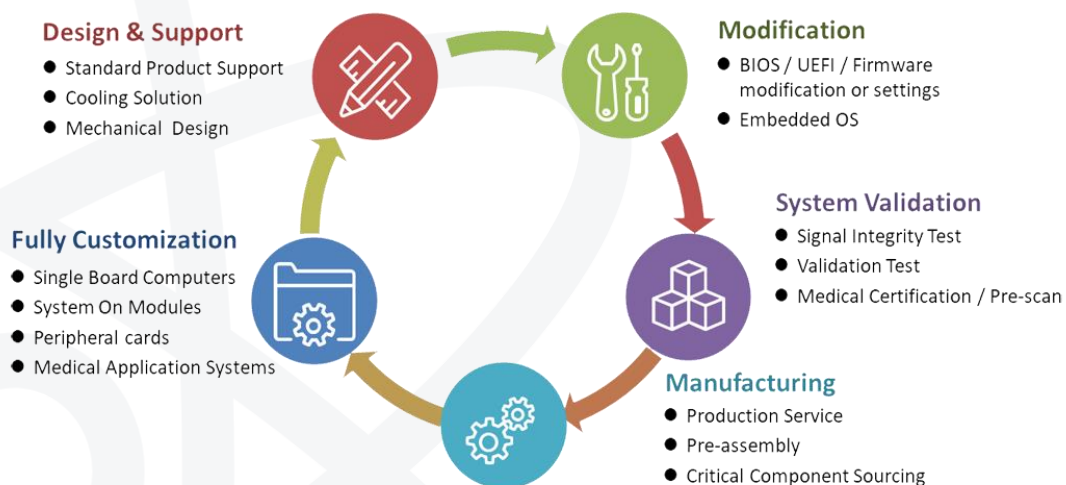 Design & Support
● Standard Product Support
● Cooling Solution
● Mechanical Design
Modification
● BIOS / UEFI / Firmware
modification or settings
● Embedded OS
System Validation
● Signal Integrity Test
● Validation Test
● Medical Certification / Pre-scan
Manufacturing
● Production Service
● Pre-assembly
● Critical Component Sourcing
Fully Customization
● Single Board Computers
● System On Modules
● Peripheral cards
● Medical Application Systems